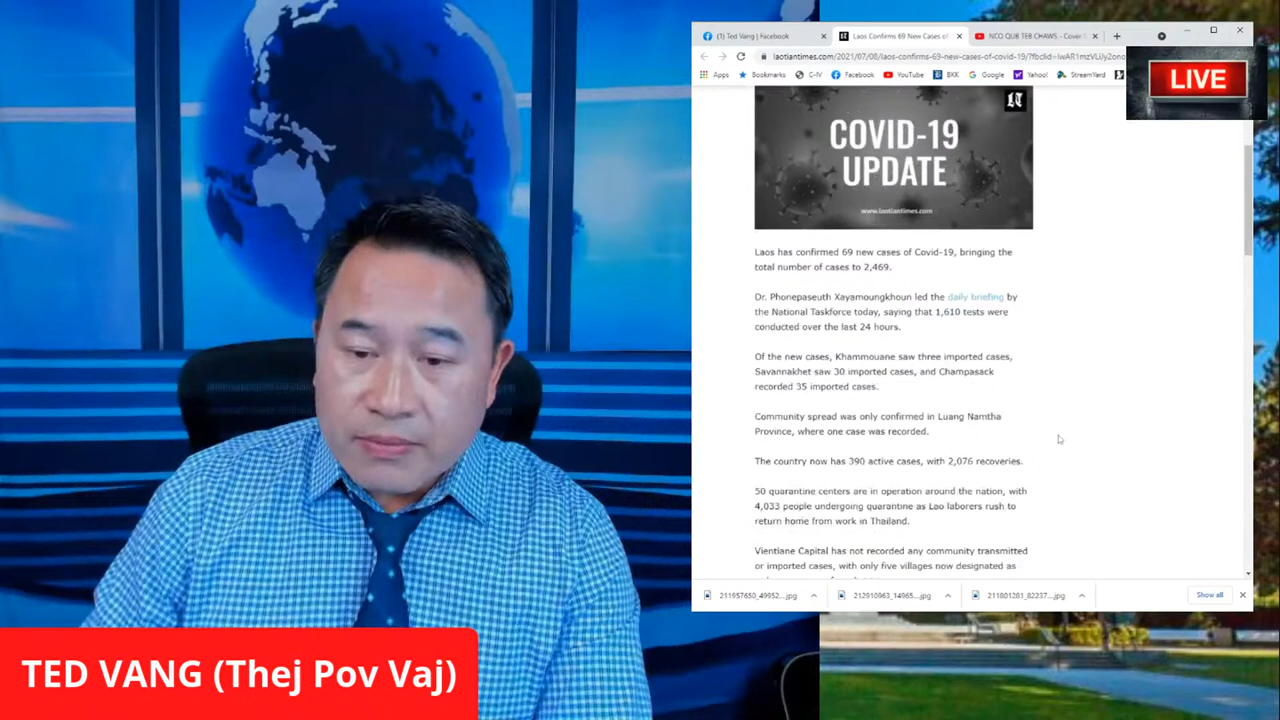 (1) Ted Vang | Facebook
Laos Confirms 69 New Cases of
NCO QUB TEB CHAWS - Cover
laotiantimes.com/2021/07/08/laos-confirms-69-new-cases-of-covid-19/?fbclid=IwAR1mzVLiJy2ono
Apps Bookmarks C-IV Facebook YouTube BKK Google Yahoo! StreamYard
LIVE
LT
COVID-19
UPDATE
www.laotiantimes.com
Laos has confirmed 69 new cases of Covid-19, bringing the
total number of cases to 2,469.
Dr. Phonepaseuth Xayamoungkhoun led the daily briefing by
the National Taskforce today, saying that 1,610 tests were
conducted over the last 24 hours.
Of the new cases, Khammouane saw three imported cases,
Savannakhet saw 30 imported cases, and Champasack
recorded 35 imported cases.
Community spread was only confirmed in Luang Namtha
Province, where one case was recorded.
The country now has 390 active cases, with 2,076 recoveries.
50 quarantine centers are in operation around the nation, with
4,033 people undergoing quarantine as Lao laborers rush to
return home from work in Thailand.
Vientiane Capital has not recorded any community transmitted
or imported cases, with only five villages now designated as
211957650_49952....jpg
212910963_14965....jpg
211801281_82237....jpg
Show all
TED VANG (Thej Pov Vaj)